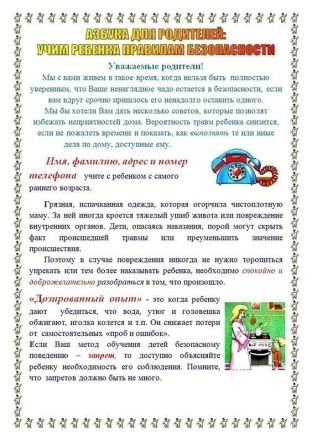 АЗБУКА ДЛЯ РОДИТЕЛЕЙ:
УЧИМ РЕБЕНКА ПРАВИЛАМ БЕЗОПАСНОСТИ
Уважаемые родители!
Мы с вами живем в такое время, когда нельзя быть полностью
уверенным, что Ваше ненаглядное чадо остается в безопасности, если
вам вдруг срочно пришлось его ненадолго оставить одного.
Мы бы хотели Вам дать несколько советов, которые позволят
избежать неприятностей дома. Вероятность травм ребенка снизится,
если не пожалеть времени и показать, как выполнять те или иные
дела по дому, доступные ему.
Имя, фамилию, адрес и номер
телефона учите с ребенком с самого
раннего возраста.
Грязная, испачканная одежда, которая огорчила чистоплотную
маму. За ней иногда кроется тяжелый ушиб живота или повреждение
внутренних органов. Дети, опасаясь наказания, порой могут скрыть
факт происшедшей травмы или преуменьшить значение
происшествия.
Поэтому в случае повреждения никогда не нужно торопиться
упрекать или тем более наказывать ребенка, необходимо спокойно и
доброжелательно разобраться в том, что произошло.
«Дозированный опыт» - это когда ребенку
дают убедиться, что вода, утюг и головешка
обжигают, иголка колется и т.п. Он снижает потери
от самостоятельных «проб и ошибок».
Если Ваш метод обучения детей безопасному
поведению – запрет, то доступно объясняйте
ребенку необходимость его соблюдения. Помните,
что запретов должно быть не много.